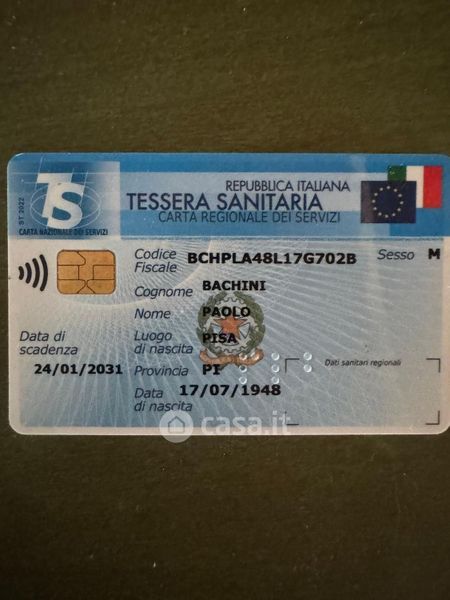 ST 2022
TS
CARTA NAZIONALE DEI SERVIZI
REPUBBLICA ITALIANA
TESSERA SANITARIA
CARTA REGIONALE DEI SERVIZI
Codice Fiscale BCHPLA48L17G702B Sesso M
Cognome BACHINI
Nome PAOLO
Luogo di nascita PISA
Data di scadenza 24/01/2031
Provincia PI
Dati sanitari regionali
Data di nascita 17/07/1948
casa.it